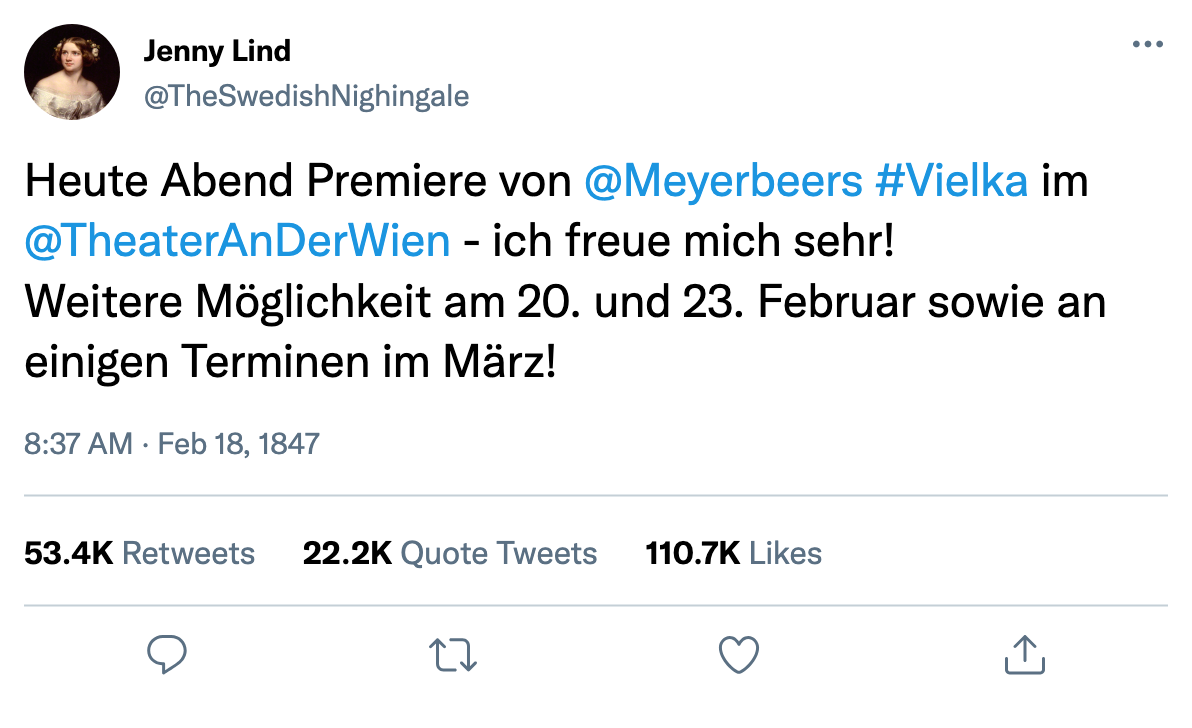 Jenny Lind
@TheSwedishNighingale
Heute Abend Premiere von @Meyerbeers #Vielka im
@TheaterAnDerWien - ich freue mich sehr!
Weitere Möglichkeit am 20. und 23. Februar sowie an
einigen Terminen im März!
8:37 AM · Feb 18, 1847
53.4K Retweets 22.2K Quote Tweets 110.7K Likes